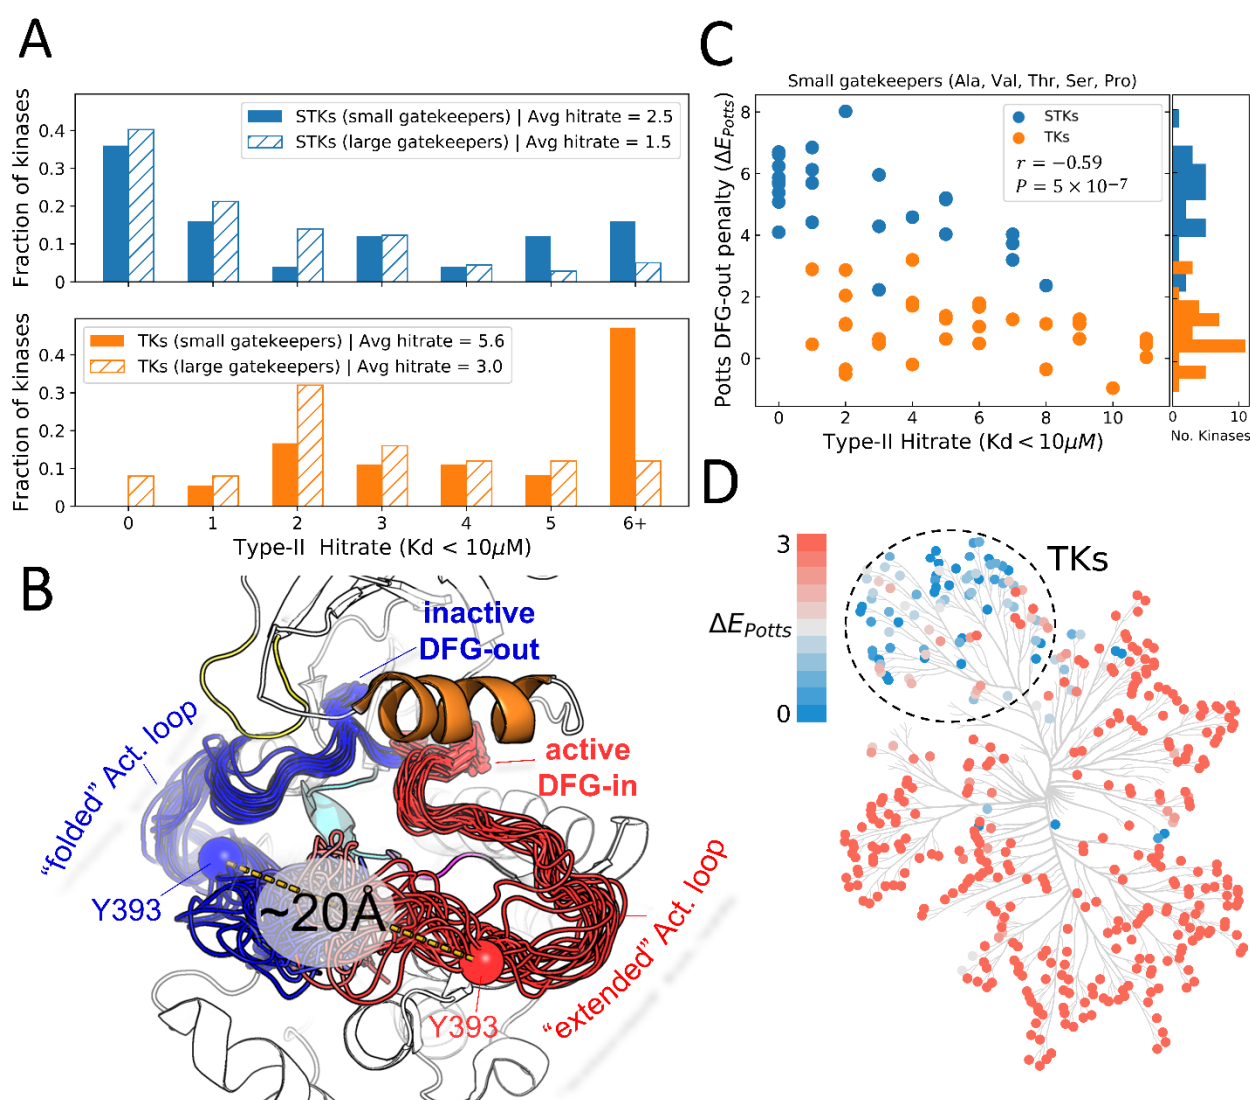 A
Fraction of kinases
0.4
0.3
0.2
0.1
0
STKs (small gatekeepers) | Avg hitrate = 2.5
STKs (large gatekeepers) | Avg hitrate = 1.5
Fraction of kinases
0.4
0.3
0.2
0.1
0
TKs (small gatekeepers) | Avg hitrate = 5.6
TKs (large gatekeepers) | Avg hitrate = 3.0
0 1 2 3 4 5 6+
Type-II Hitrate (Kd < 10μM)
B
inactive
DFG-out
"folded" Act. loop
active
DFG-in
Y393
~20Å
Y393
"extended" Act. loop
C
Small gatekeepers (Ala, Val, Thr, Ser, Pro)
Potts DFG-out penalty (ΔE_Potts)
8
6
4
2
0
STKs
TKs
r = −0.59
P = 5 × 10⁻⁷
0 2 4 6 8 10
Type-II Hitrate (Kd < 10μM)
0 10
No. Kinases
D
3
ΔE_Potts
0
TKs